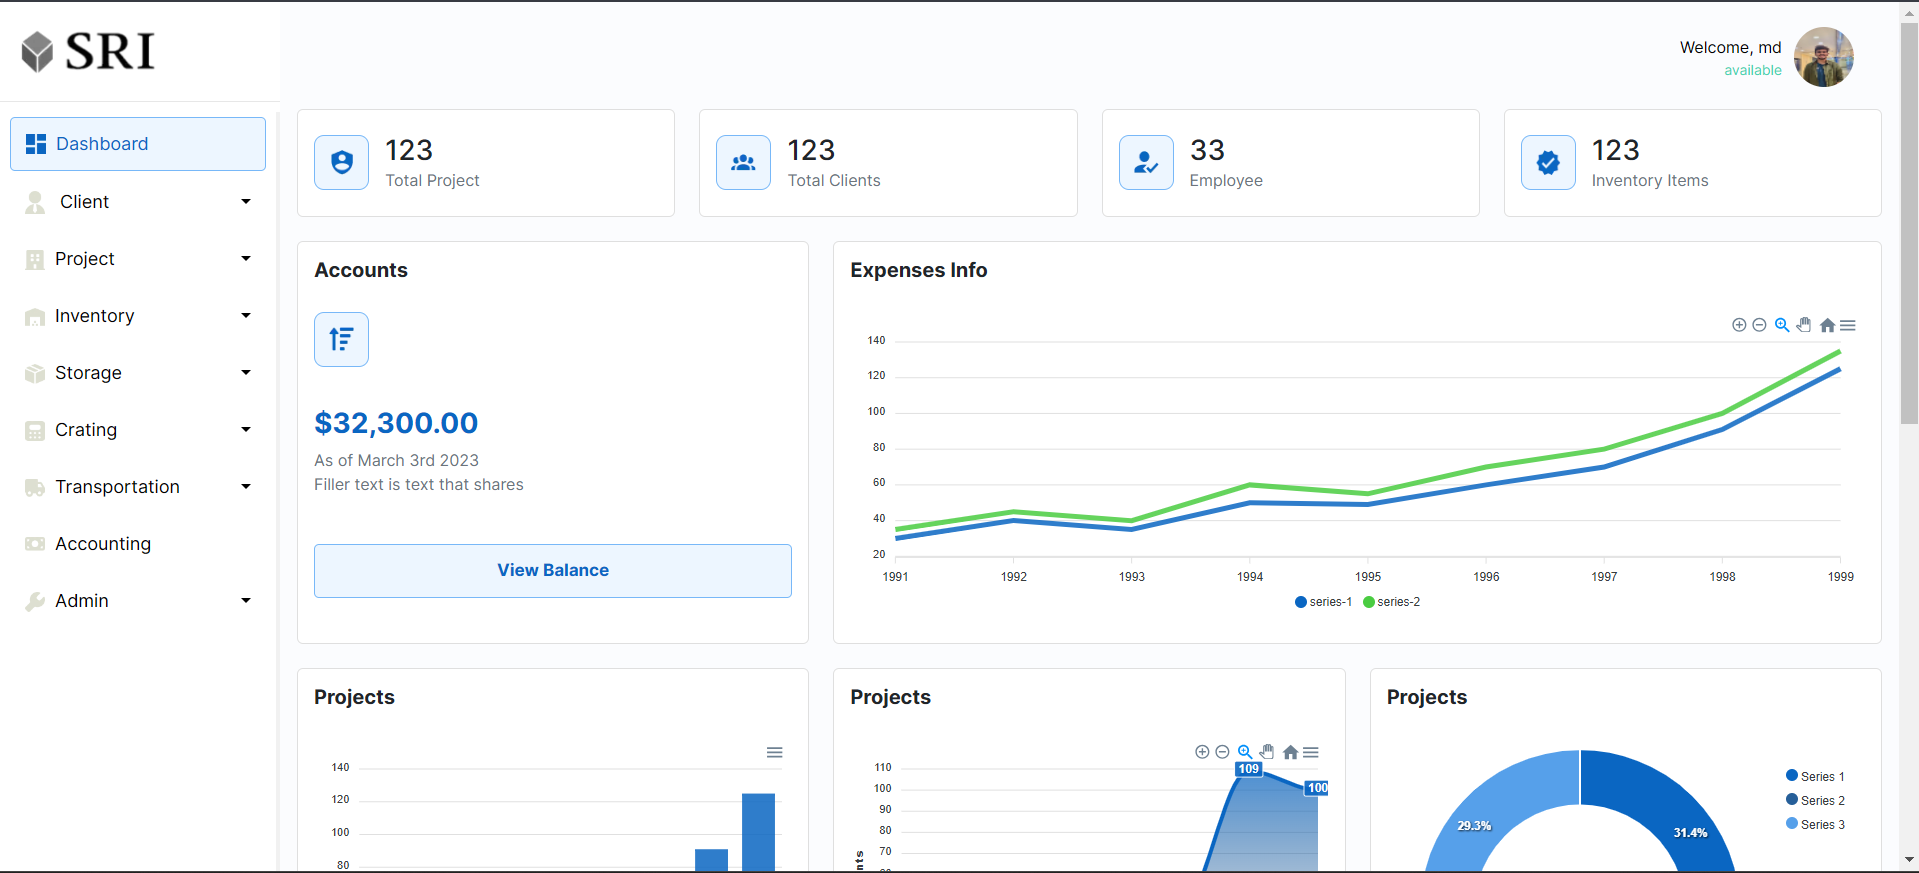 SRI
Welcome, md
available
Dashboard
Client
Project
Inventory
Storage
Crating
Transportation
Accounting
Admin
123
Total Project
123
Total Clients
33
Employee
123
Inventory Items
Accounts
$32,300.00
As of March 3rd 2023
Filler text is text that shares
View Balance
Expenses Info
140
120
100
80
60
40
20
1991 1992 1993 1994 1995 1996 1997 1998 1999
series-1 series-2
Projects
140
120
100
80
Projects
110
100
90
80
70
109
100
Projects
29.3%
31.4%
Series 1
Series 2
Series 3